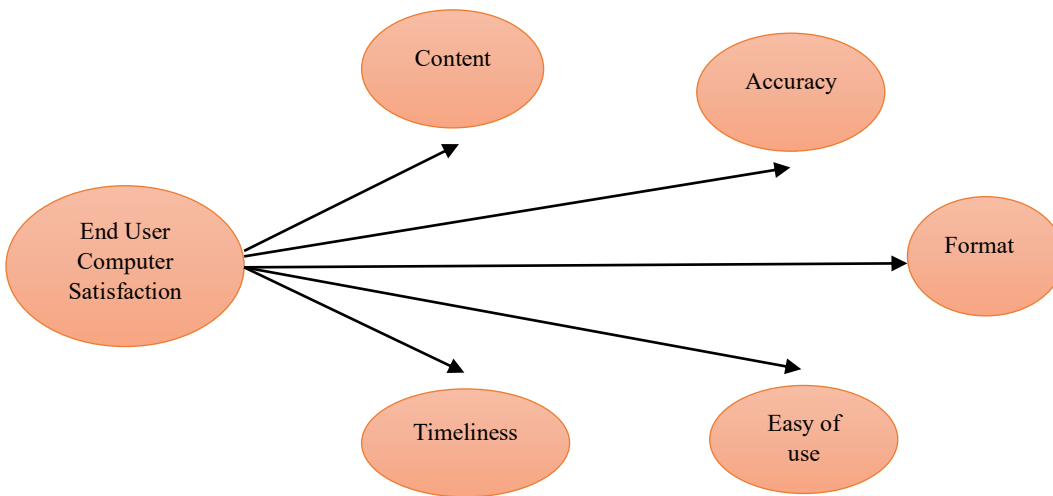 Content
Accuracy
End User
Computer
Satisfaction
Format
Timeliness
Easy of
use